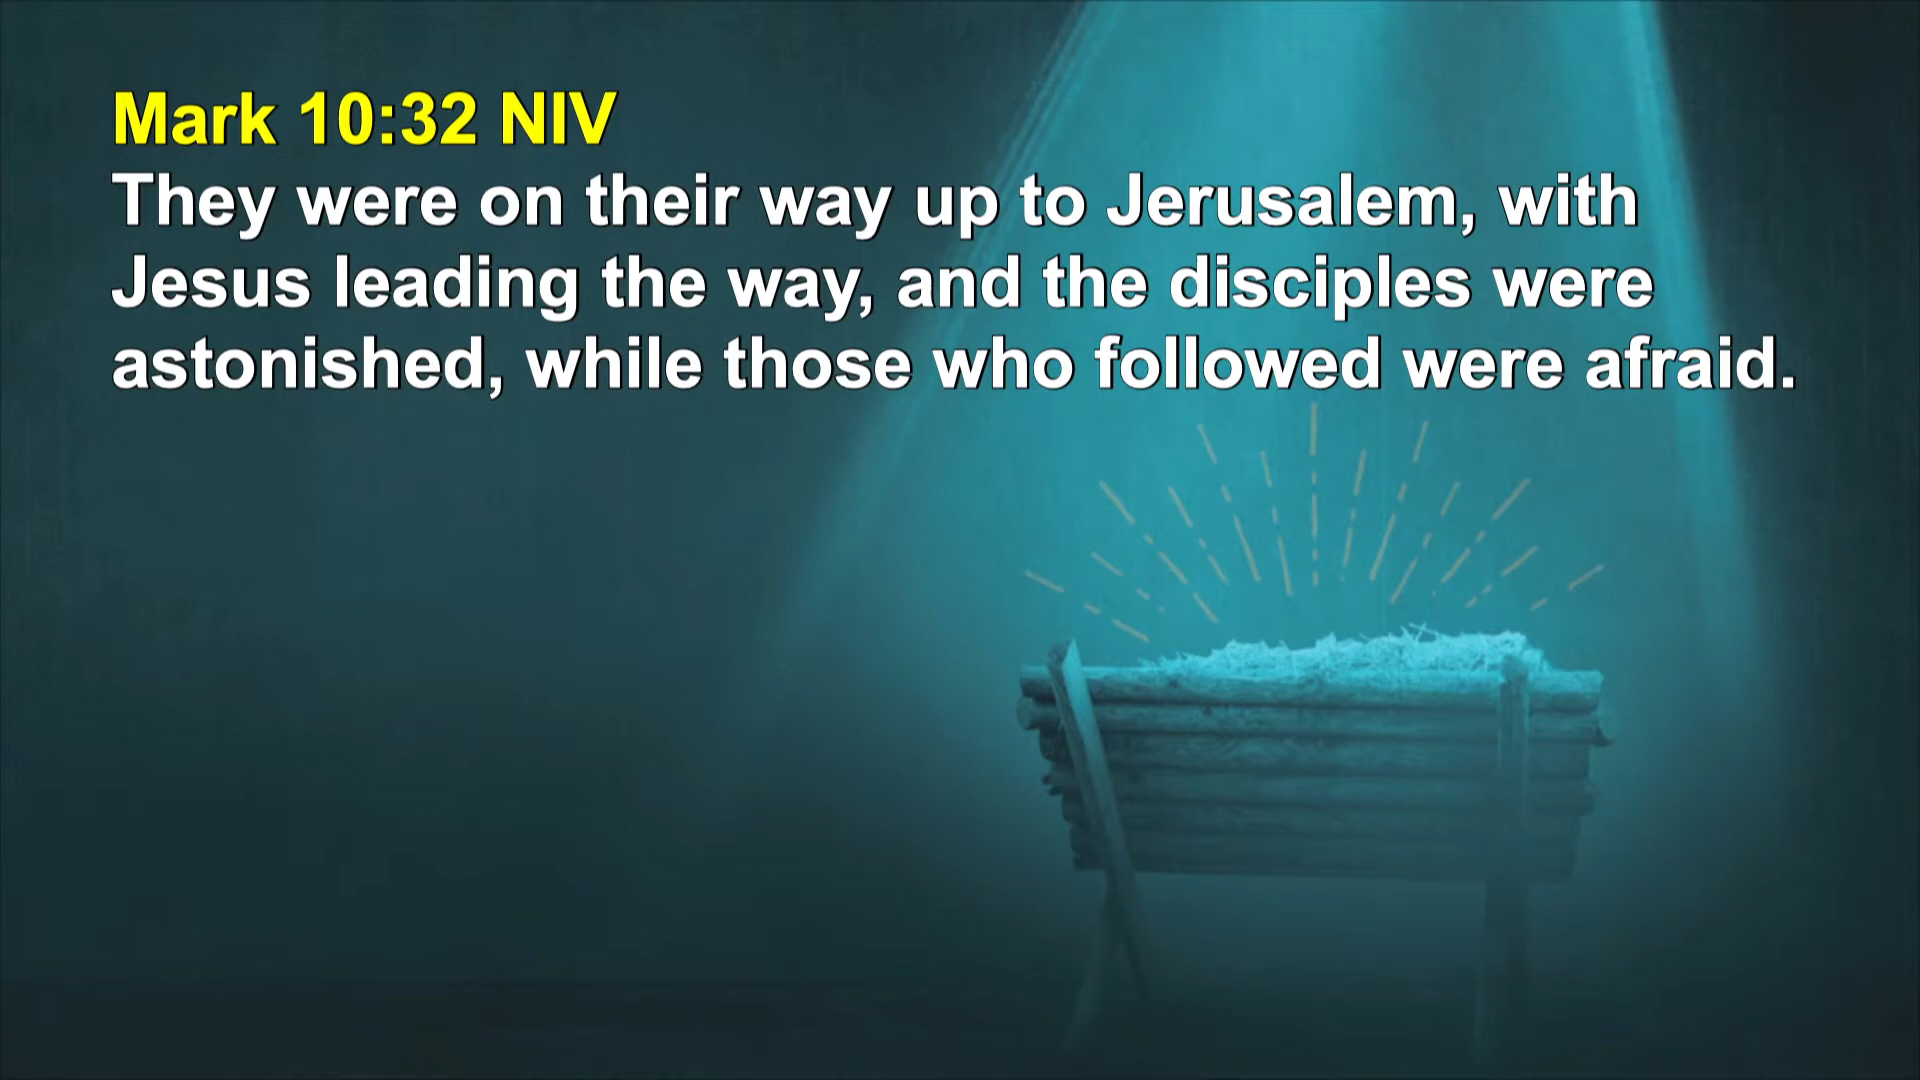 Mark 10:32 NIV
They were on their way up to Jerusalem, with
Jesus leading the way, and the disciples were
astonished, while those who followed were afraid.